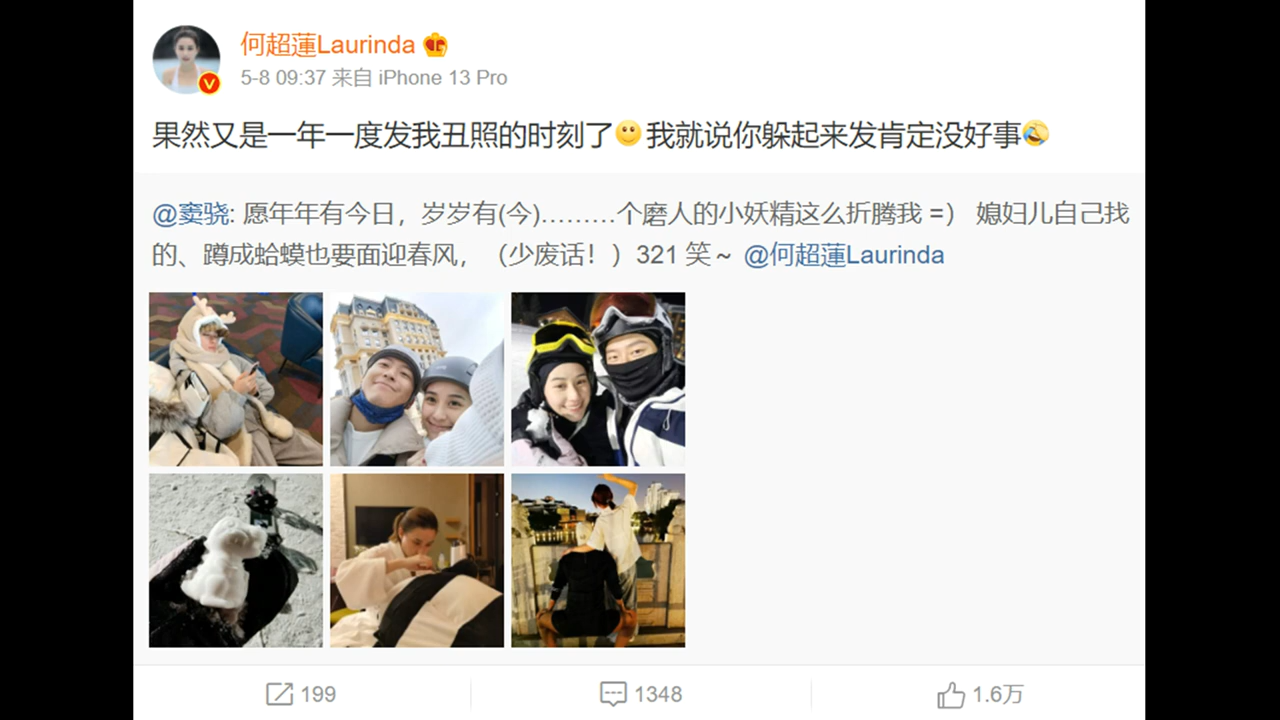 何超蓮Laurinda
5-8 09:37 来自 iPhone 13 Pro
果然又是一年一度发我丑照的时刻了🙂我就说你躲起来发肯定没好事🤣
@窦骁: 愿年年有今日，岁岁有(今)………个磨人的小妖精这么折腾我 =） 媳妇儿自己找
的、蹲成蛤蟆也要面迎春风，（少废话！）321 笑~ @何超蓮Laurinda
199
1348
1.6万